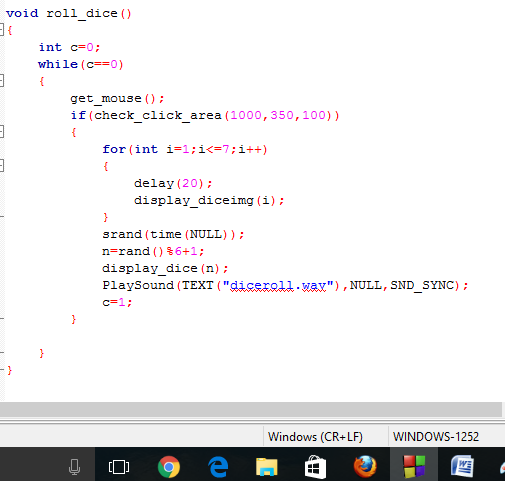 void roll_dice()
{
    int c=0;
    while(c==0)
    {
        get_mouse();
        if(check_click_area(1000,350,100))
        {
            for(int i=1;i<=7;i++)
            {
                delay(20);
                display_diceimg(i);
            }
            srand(time(NULL));
            n=rand()%6+1;
            display_dice(n);
            PlaySound(TEXT("diceroll.wav"),NULL,SND_SYNC);
            c=1;
        }
    }
}
Windows (CR+LF) WINDOWS-1252